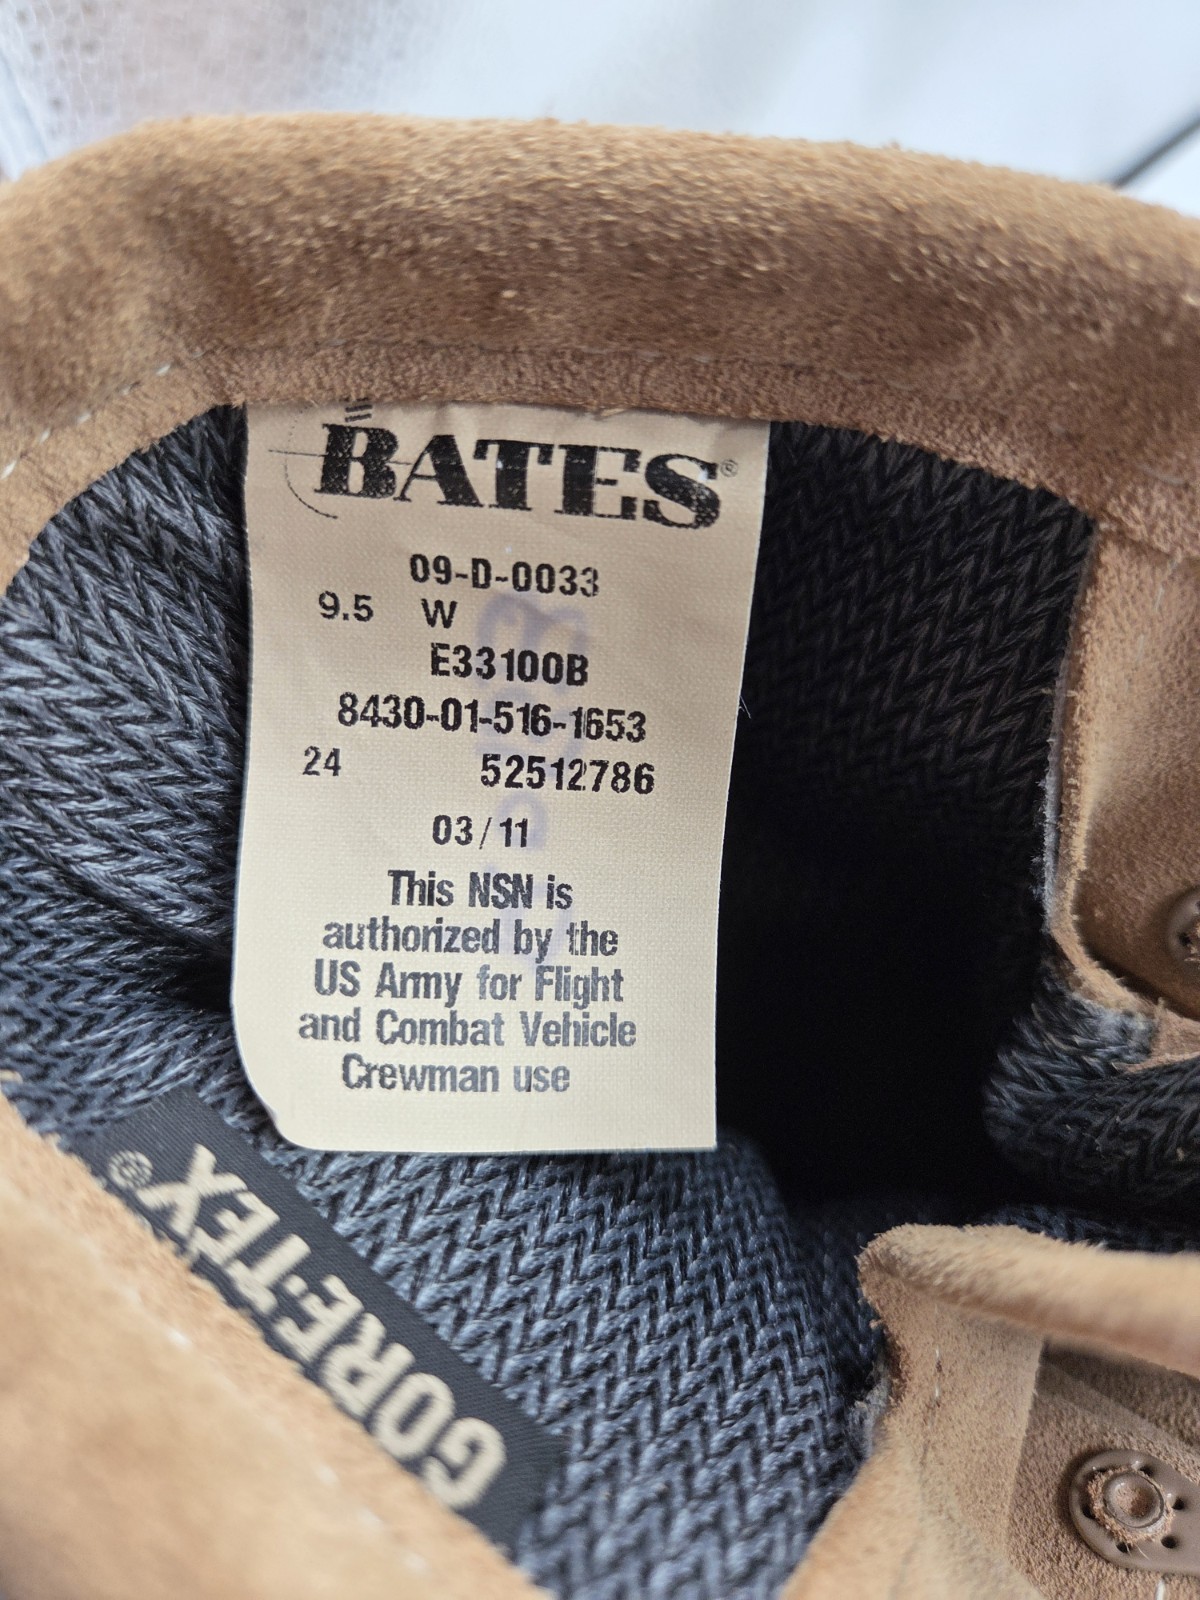 BATES®
09-D-0033
9.5 W
E33100B
8430-01-516-1653
24 52512786
03/11
This NSN is
authorized by the
US Army for Flight
and Combat Vehicle
Crewman use
GORE-TEX®